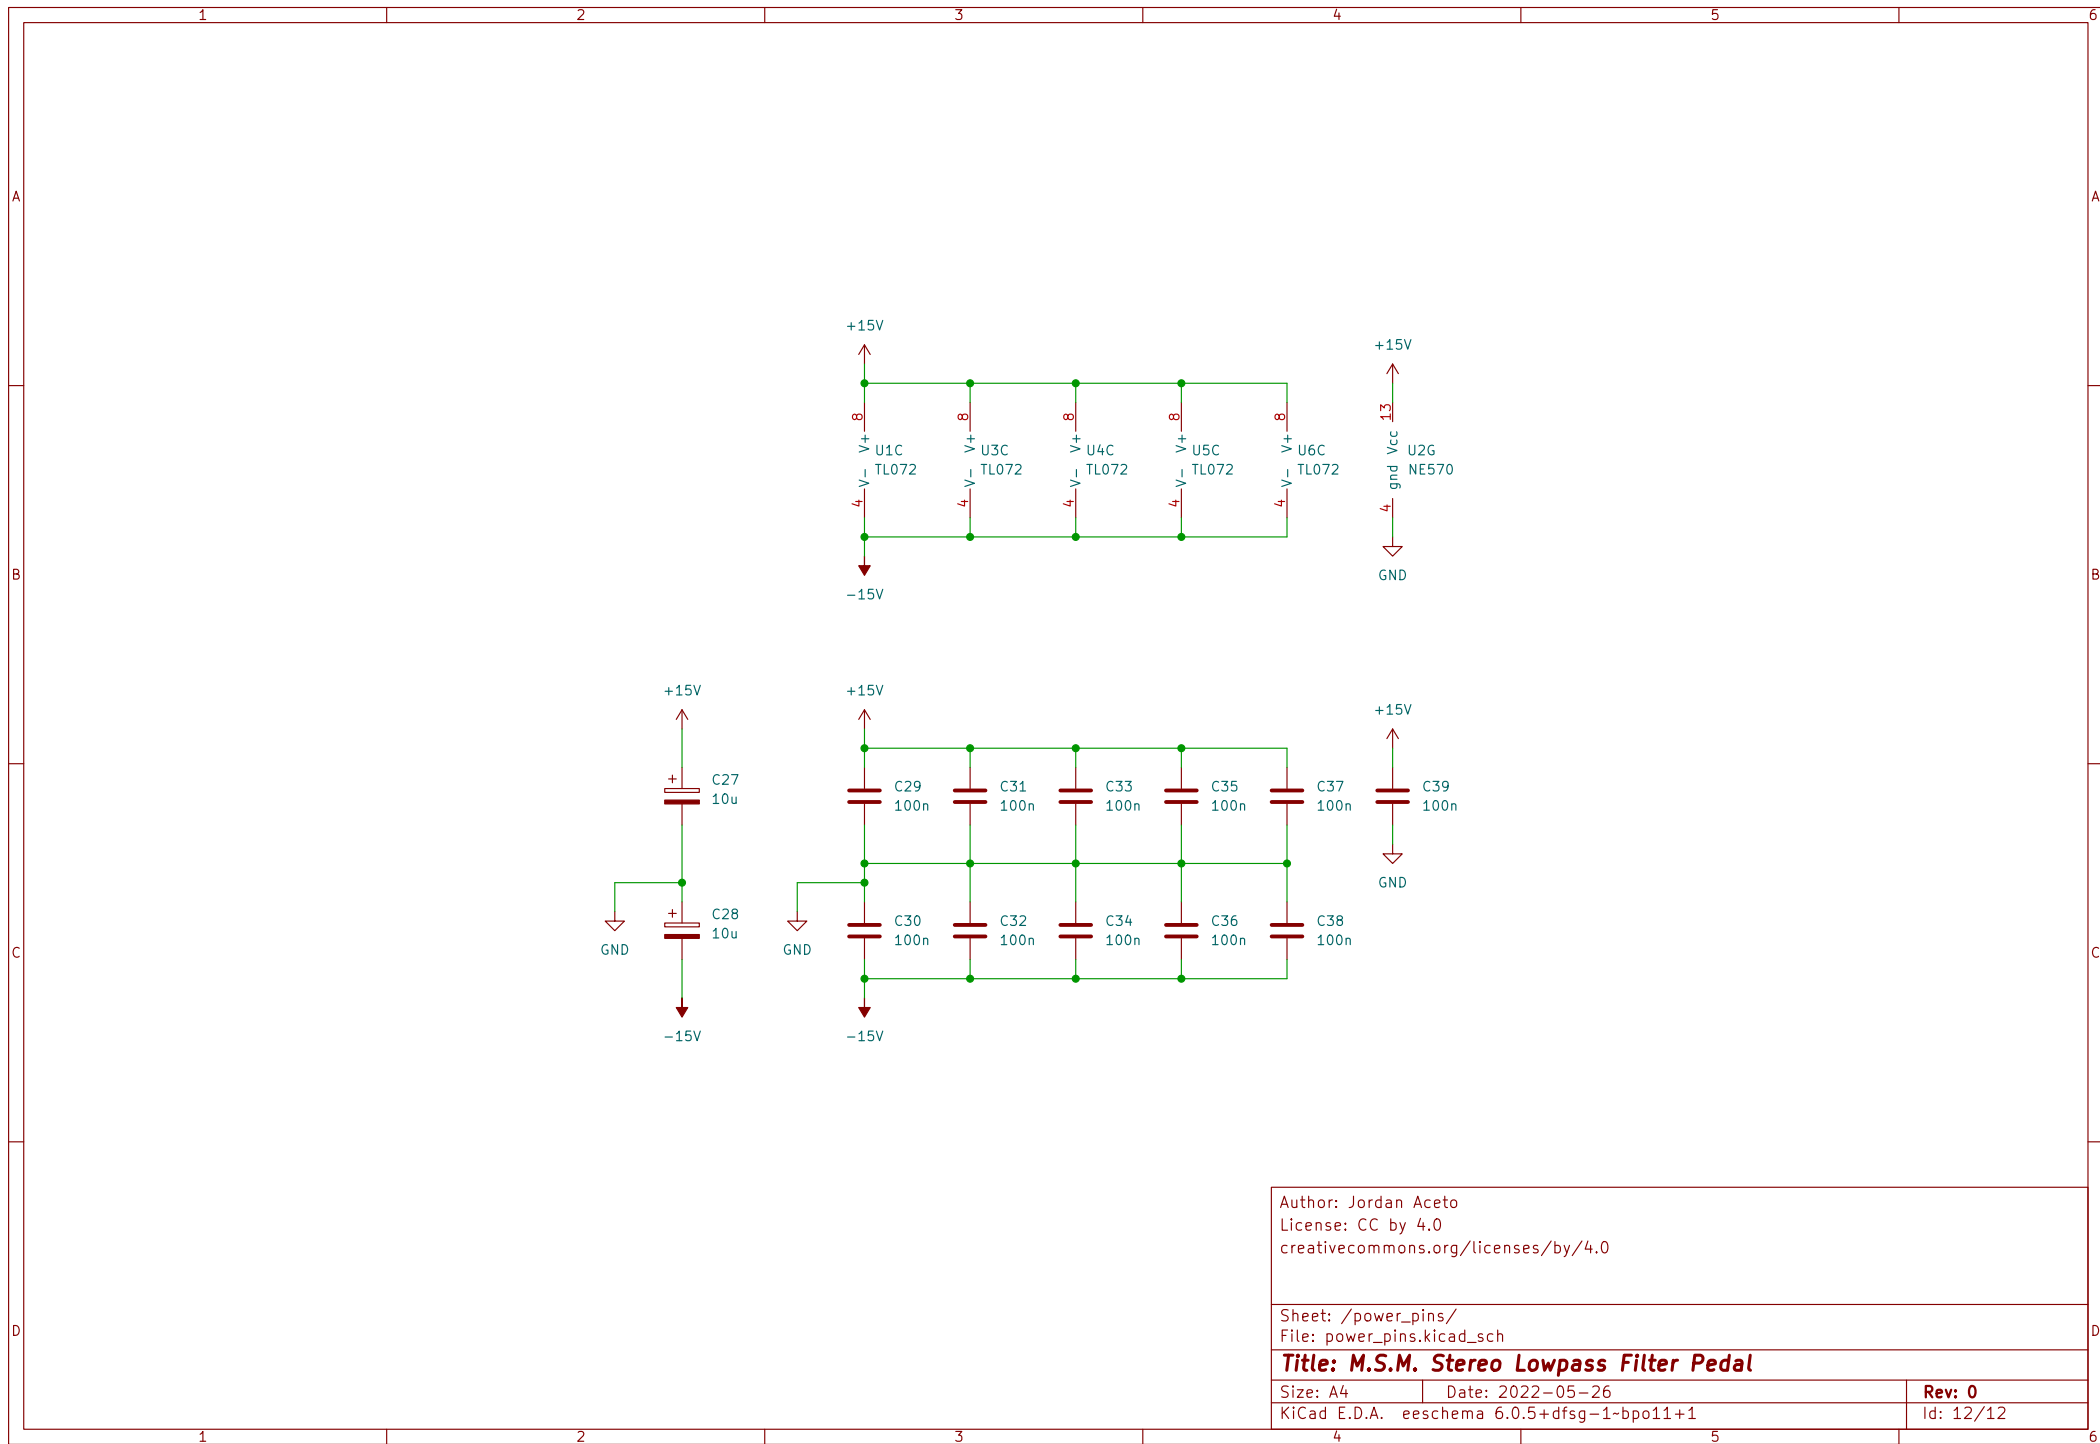 1 2 3 4 5 6
A A
+15V
+15V
8 8 8 8 8 13
V+ V+ V+ V+ V+ Vcc
U1C U3C U4C U5C U6C U2G
TL072 TL072 TL072 TL072 TL072 NE570
V- V- V- V- V- gnd
4 4 4 4 4 4
B GND B
-15V
+15V +15V
+15V
+ C27
10u
C29 C31 C33 C35 C37 C39
100n 100n 100n 100n 100n 100n
GND
+ C28
10u
C30 C32 C34 C36 C38
100n 100n 100n 100n 100n
C GND GND C
-15V -15V
Author: Jordan Aceto
License: CC by 4.0
creativecommons.org/licenses/by/4.0
Sheet: /power_pins/
D D
File: power_pins.kicad_sch
Title: M.S.M. Stereo Lowpass Filter Pedal
Size: A4 Date: 2022-05-26 Rev: 0
KiCad E.D.A. eeschema 6.0.5+dfsg-1~bpo11+1 Id: 12/12
1 2 3 4 5 6